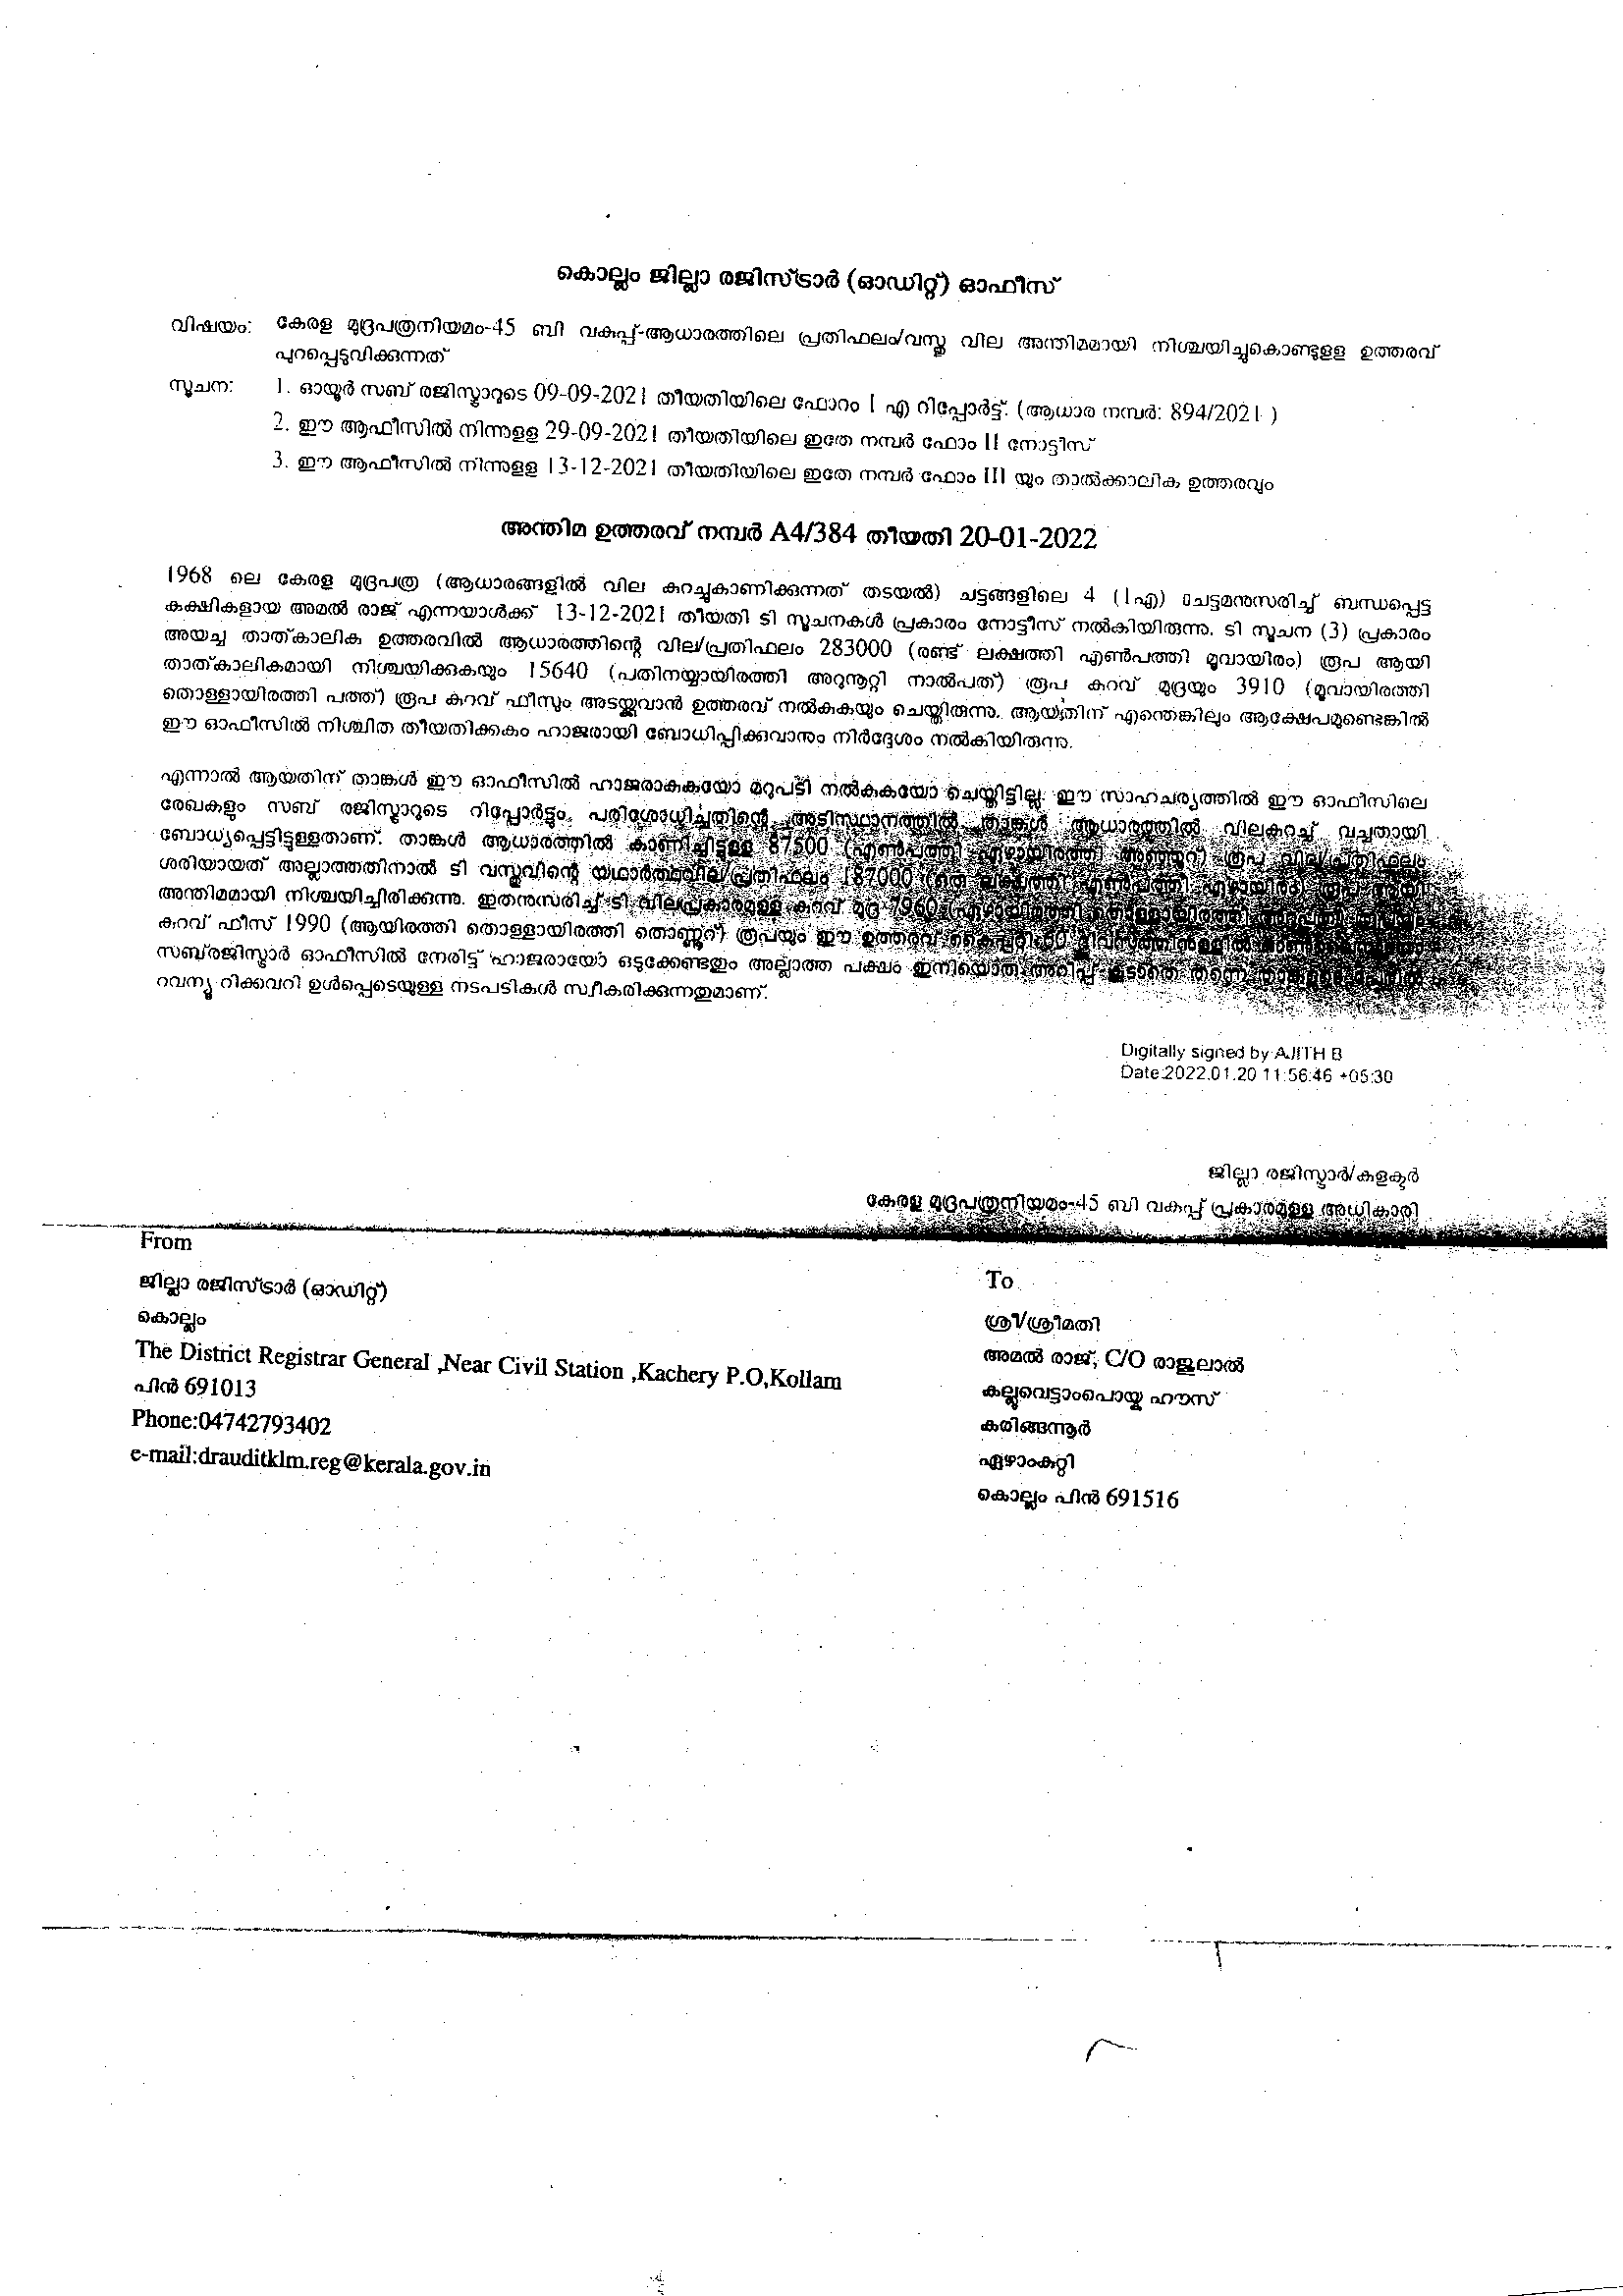 കൊല്ലം ജില്ലാ രജിസ്ട്രാർ (ഓഡിറ്റ്) ഓഫീസ്
വിഷയം: കേരള മുദ്രപത്രനിയമം-45 ബി വകുപ്പ്-ആധാരത്തിലെ പ്രതിഫലം/വസ്തു വില അന്തിമമായി നിശ്ചയിച്ചുകൊണ്ടുളള ഉത്തരവ്
പുറപ്പെടുവിക്കുന്നത്
സൂചന: 1. ഓയൂർ സബ് രജിസ്ട്രാറുടെ 09-09-2021 തീയതിയിലെ ഫോറം I എ റിപ്പോർട്ട്. (ആധാര നമ്പർ: 894/2021 )
2. ഈ ആഫീസിൽ നിന്നുളള 29-09-2021 തീയതിയിലെ ഇതേ നമ്പർ ഫോം II നോട്ടീസ്
3. ഈ ആഫീസിൽ നിന്നുളള 13-12-2021 തീയതിയിലെ ഇതേ നമ്പർ ഫോം III യും താൽക്കാലിക ഉത്തരവും
അന്തിമ ഉത്തരവ് നമ്പർ A4/384 തീയതി 20-01-2022
1968 ലെ കേരള മുദ്രപത്ര (ആധാരങ്ങളിൽ വില കുറച്ചുകാണിക്കുന്നത് തടയൽ) ചട്ടങ്ങളിലെ 4 (1എ) ചട്ടമനുസരിച്ച് ബന്ധപ്പെട്ട
കക്ഷികളായ അമൽ രാജ് എന്നയാൾക്ക് 13-12-2021 തീയതി ടി സൂചനകൾ പ്രകാരം നോട്ടീസ് നൽകിയിരുന്നു. ടി സൂചന (3) പ്രകാരം
അയച്ച താത്കാലിക ഉത്തരവിൽ ആധാരത്തിന്റെ വില/പ്രതിഫലം 283000 (രണ്ട് ലക്ഷത്തി എൺപത്തി മൂവായിരം) രൂപ ആയി
താത്കാലികമായി നിശ്ചയിക്കുകയും 15640 (പതിനയ്യായിരത്തി അറുനൂറ്റി നാൽപത്) രൂപ കുറവ് മുദ്രയും 3910 (മൂവായിരത്തി
തൊള്ളായിരത്തി പത്ത്) രൂപ കുറവ് ഫീസും അടയ്ക്കുവാൻ ഉത്തരവ് നൽകുകയും ചെയ്തിരുന്നു. ആയതിന് എന്തെങ്കിലും ആക്ഷേപമുണ്ടെങ്കിൽ
ഈ ഓഫീസിൽ നിശ്ചിത തീയതിക്കകം ഹാജരായി ബോധിപ്പിക്കുവാനും നിർദ്ദേശം നൽകിയിരുന്നു.
എന്നാൽ ആയതിന് താങ്കൾ ഈ ഓഫീസിൽ ഹാജരാകുകയോ മറുപടി നൽകുകയോ ചെയ്തിട്ടില്ല. ഈ സാഹചര്യത്തിൽ ഈ ഓഫീസിലെ
രേഖകളും സബ് രജിസ്ട്രാറുടെ റിപ്പോർട്ടും, പരിശോധിച്ചതിന്റെ അടിസ്ഥാനത്തിൽ താങ്കൾ ആധാരത്തിൽ വിലകുറച്ച് വച്ചതായി
ബോധ്യപ്പെട്ടിട്ടുള്ളതാണ്. താങ്കൾ ആധാരത്തിൽ കാണിച്ചിട്ടുള്ള 87500 (എൺപത്തി ഏഴായിരത്തി അഞ്ഞൂറ്) രൂപ വില/പ്രതിഫലം
ശരിയായത് അല്ലാത്തതിനാൽ ടി വസ്തുവിന്റെ യഥാർത്ഥവില/പ്രതിഫലം 187000 (ഒരു ലക്ഷത്തി എൺപത്തി ഏഴായിരം) രൂപ ആയി
അന്തിമമായി നിശ്ചയിച്ചിരിക്കുന്നു. ഇതനുസരിച്ച് ടി വിലപ്രകാരമുള്ള കുറവ് മുദ്ര 7960 (ഏഴായിരത്തി തൊള്ളായിരത്തി അറുപത്)
കുറവ് ഫീസ് 1990 (ആയിരത്തി തൊള്ളായിരത്തി തൊണ്ണൂറ്) രൂപയും ഈ ഉത്തരവ് കൈപ്പറ്റി
സബ്‌രജിസ്ട്രാർ ഓഫീസിൽ നേരിട്ട് ഹാജരായോ ഒടുക്കേണ്ടതും അല്ലാത്ത പക്ഷം ഇനിയൊരു അറിപ്പ് കൂടാതെ തന്നെ
റവന്യൂ റിക്കവറി ഉൾപ്പെടെയുള്ള നടപടികൾ സ്വീകരിക്കുന്നതുമാണ്.
Digitally signed by AJITH B
Date:2022.01.20 11:56:46 +05:30
ജില്ലാ രജിസ്ട്രാർ/കളക്ടർ
കേരള മുദ്രപത്രനിയമം-45 ബി വകുപ്പ് പ്രകാരമുള്ള അധികാരി
From
ജില്ലാ രജിസ്ട്രാർ (ഓഡിറ്റ്)
കൊല്ലം
The District Registrar General ,Near Civil Station ,Kachery P.O,Kollam
പിൻ 691013
Phone:04742793402
e-mail:drauditklm.reg@kerala.gov.in
To
ശ്രീ/ശ്രീമതി
അമൽ രാജ്, C/O രാജുലാൽ
കല്ലുവെട്ടാംപൊയ്ക ഹൗസ്
കരിങ്ങന്നൂർ
ഏഴാംകുറ്റി
കൊല്ലം പിൻ 691516